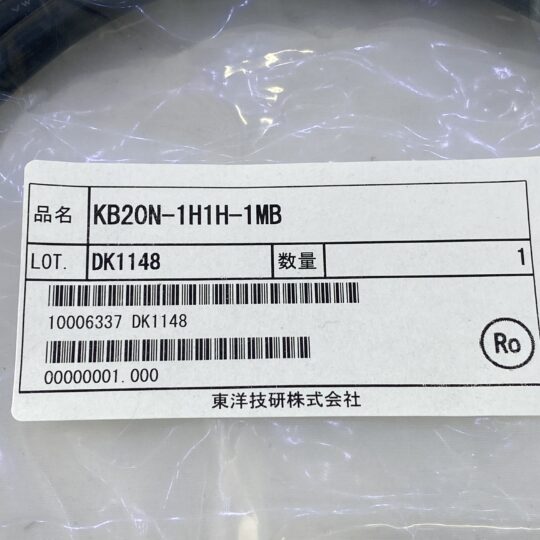 品名 KB20N-1H1H-1MB
LOT. DK1148 数量 1
10006337 DK1148
00000001.000
Ro
東洋技研株式会社